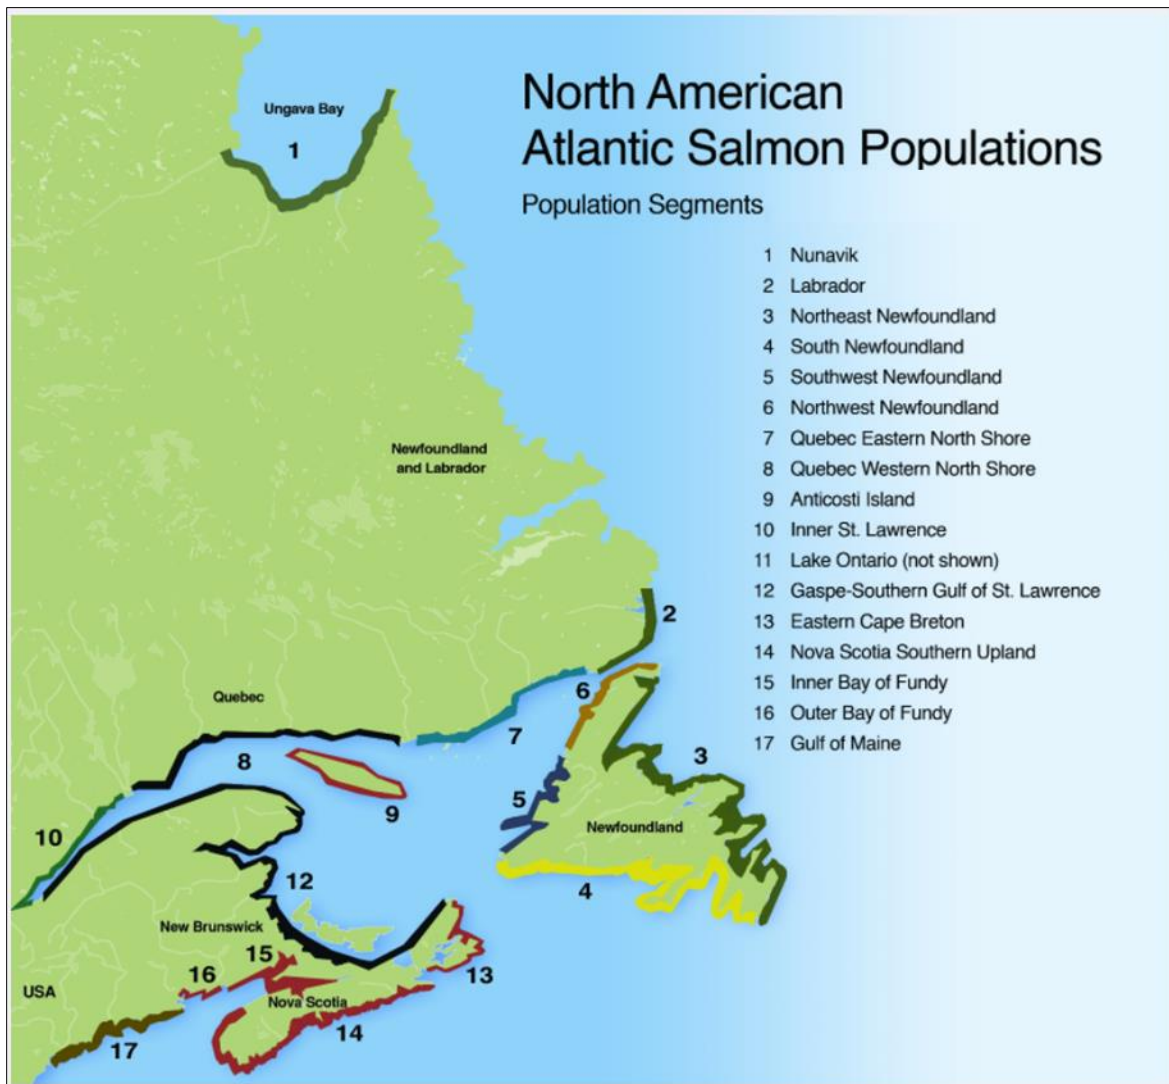 North American
Atlantic Salmon Populations
Population Segments
1 Nunavik
2 Labrador
3 Northeast Newfoundland
4 South Newfoundland
5 Southwest Newfoundland
6 Northwest Newfoundland
7 Quebec Eastern North Shore
8 Quebec Western North Shore
9 Anticosti Island
10 Inner St. Lawrence
11 Lake Ontario (not shown)
12 Gaspe-Southern Gulf of St. Lawrence
13 Eastern Cape Breton
14 Nova Scotia Southern Upland
15 Inner Bay of Fundy
16 Outer Bay of Fundy
17 Gulf of Maine
Ungava Bay
1
Newfoundland
and Labrador
2
Quebec
6
7
3
8
5
9
Newfoundland
10
12
4
New Brunswick
15
16
13
USA
Nova Scotia
14
17